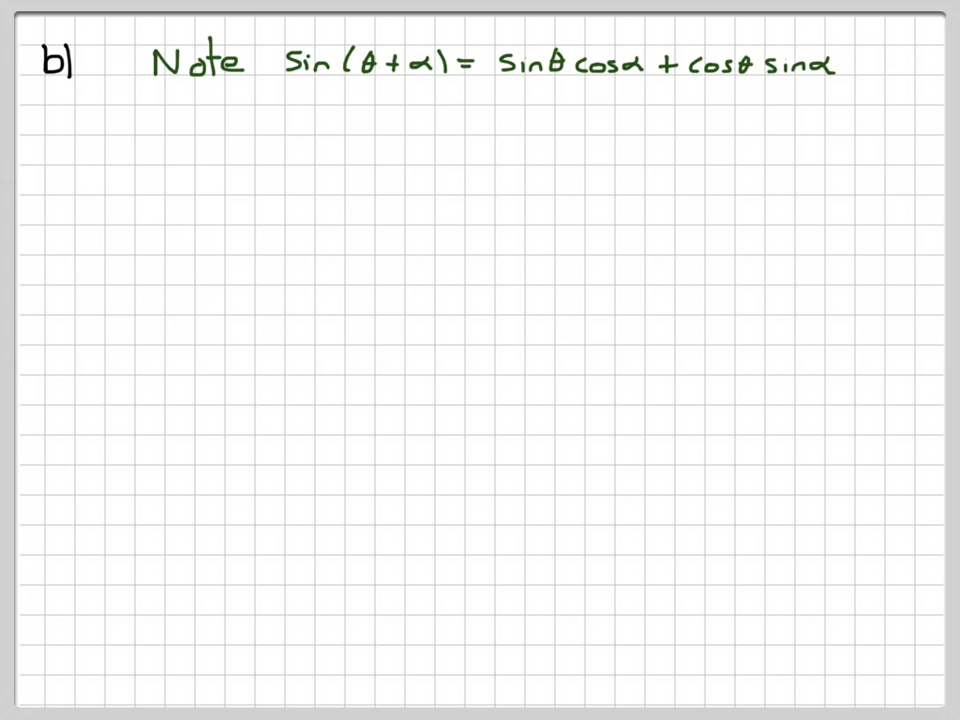 b) Note sin(θ+α) = sinθ cosα + cosθ sinα